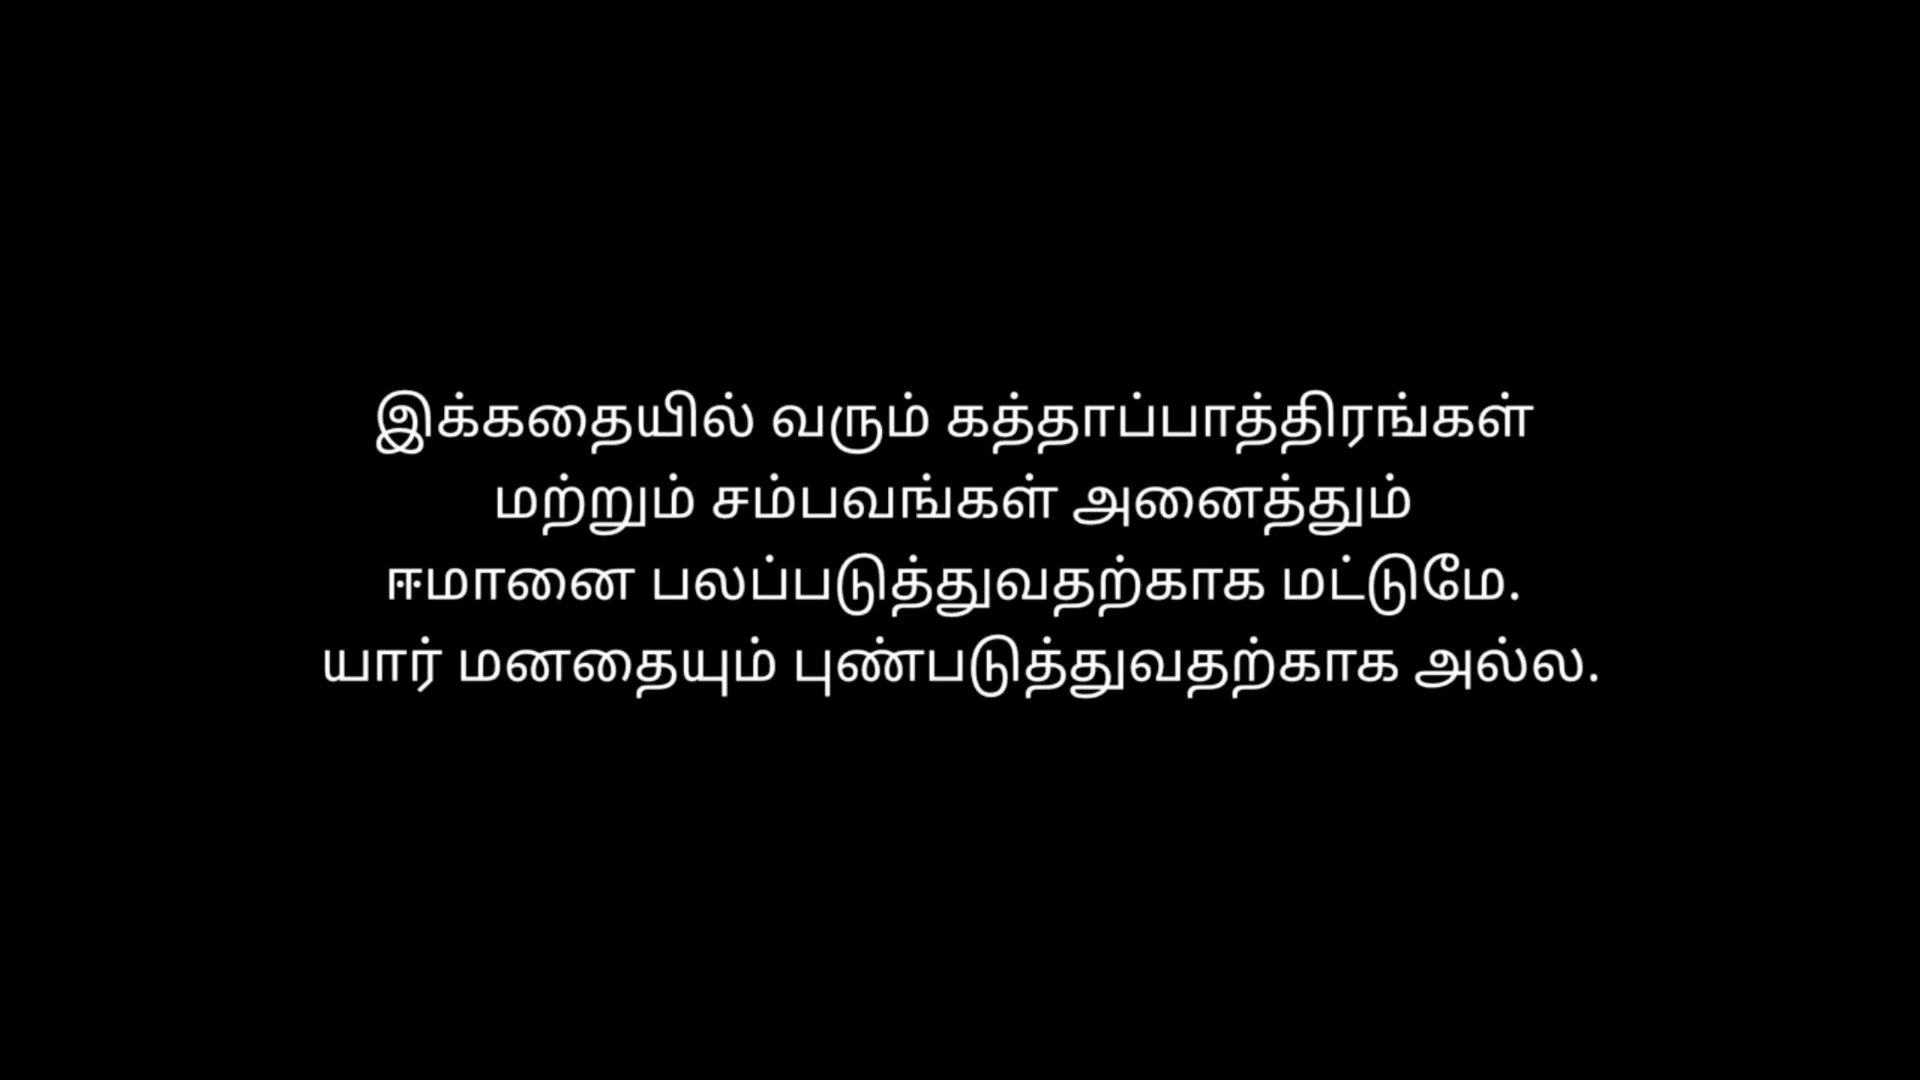 இக்கதையில் வரும் கத்தாப்பாத்திரங்கள்
மற்றும் சம்பவங்கள் அனைத்தும்
ஈமானை பலப்படுத்துவதற்காக மட்டுமே.
யார் மனதையும் புண்படுத்துவதற்காக அல்ல.